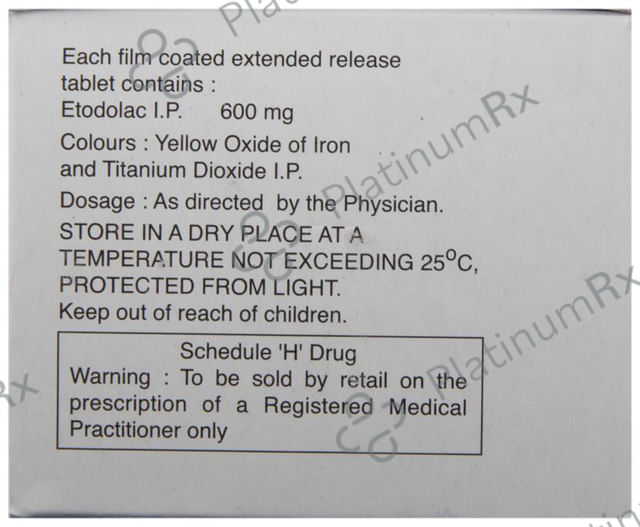 Each film coated extended release
tablet contains :
Etodolac I.P. 600 mg
Colours : Yellow Oxide of Iron
and Titanium Dioxide I.P.
Dosage : As directed by the Physician.
STORE IN A DRY PLACE AT A
TEMPERATURE NOT EXCEEDING 25°C,
PROTECTED FROM LIGHT.
Keep out of reach of children.
Schedule 'H' Drug
Warning : To be sold by retail on the
prescription of a Registered Medical
Practitioner only
PlatinumRx
PlatinumRx